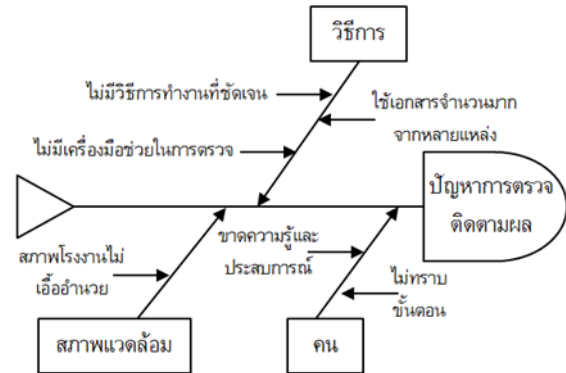 วิธีการ
ไม่มีวิธีการทำงานที่ชัดเจน
ใช้เอกสารจำนวนมาก
จากหลายแหล่ง
ไม่มีเครื่องมือช่วยในการตรวจ
ปัญหาการตรวจ
ติดตามผล
สภาพโรงงานไม่
เอื้ออำนวย
ขาดความรู้และ
ประสบการณ์
ไม่ทราบ
ขั้นตอน
สภาพแวดล้อม
คน